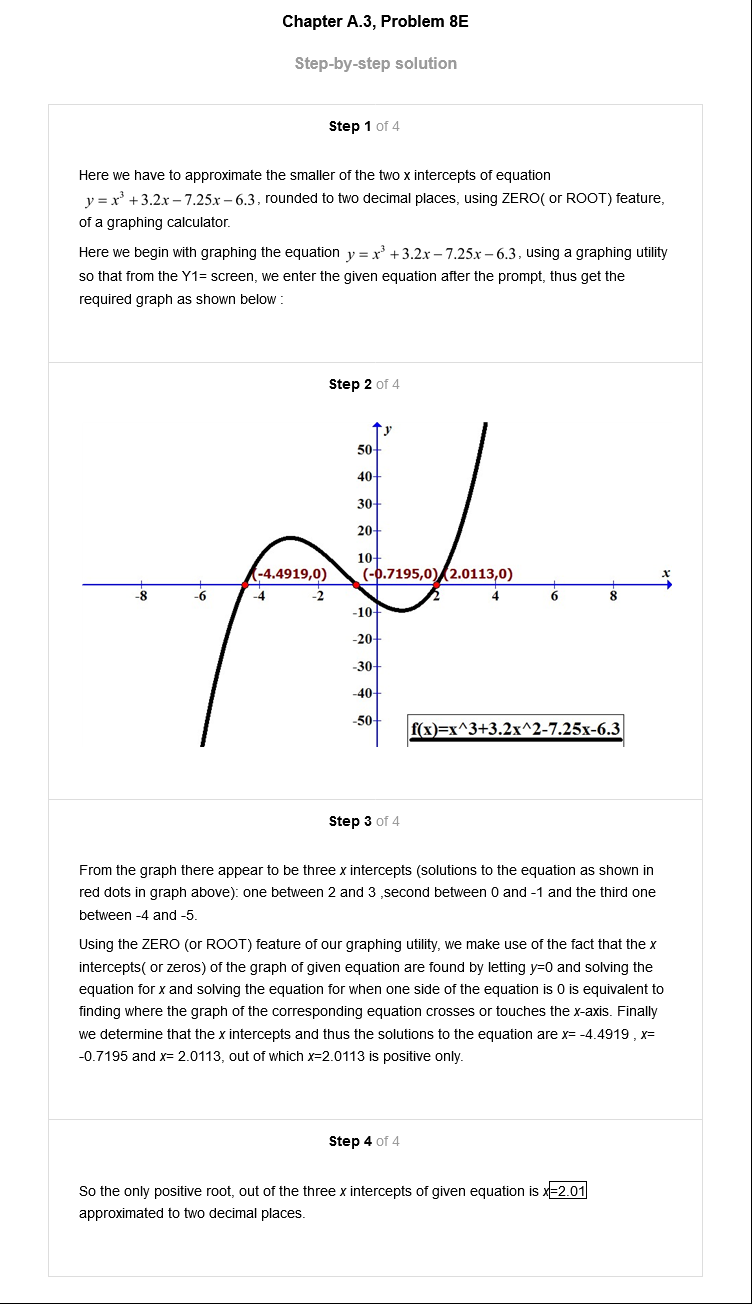 Chapter A.3, Problem 8E
Step-by-step solution
Step 1 of 4
Here we have to approximate the smaller of the two x intercepts of equation
y = x³ + 3.2x – 7.25x – 6.3, rounded to two decimal places, using ZERO( or ROOT) feature,
of a graphing calculator.
Here we begin with graphing the equation y = x³ + 3.2x – 7.25x – 6.3, using a graphing utility
so that from the Y1= screen, we enter the given equation after the prompt, thus get the
required graph as shown below :
Step 2 of 4
y
50
40
30
20
10
(-4.4919,0) (-0.7195,0) (2.0113,0) x
-8 -6 -4 -2 2 4 6 8
-10
-20
-30
-40
-50
f(x)=x^3+3.2x^2-7.25x-6.3
Step 3 of 4
From the graph there appear to be three x intercepts (solutions to the equation as shown in
red dots in graph above): one between 2 and 3 ,second between 0 and -1 and the third one
between -4 and -5.
Using the ZERO (or ROOT) feature of our graphing utility, we make use of the fact that the x
intercepts( or zeros) of the graph of given equation are found by letting y=0 and solving the
equation for x and solving the equation for when one side of the equation is 0 is equivalent to
finding where the graph of the corresponding equation crosses or touches the x-axis. Finally
we determine that the x intercepts and thus the solutions to the equation are x= -4.4919 , x=
-0.7195 and x= 2.0113, out of which x=2.0113 is positive only.
Step 4 of 4
So the only positive root, out of the three x intercepts of given equation is x=2.01
approximated to two decimal places.